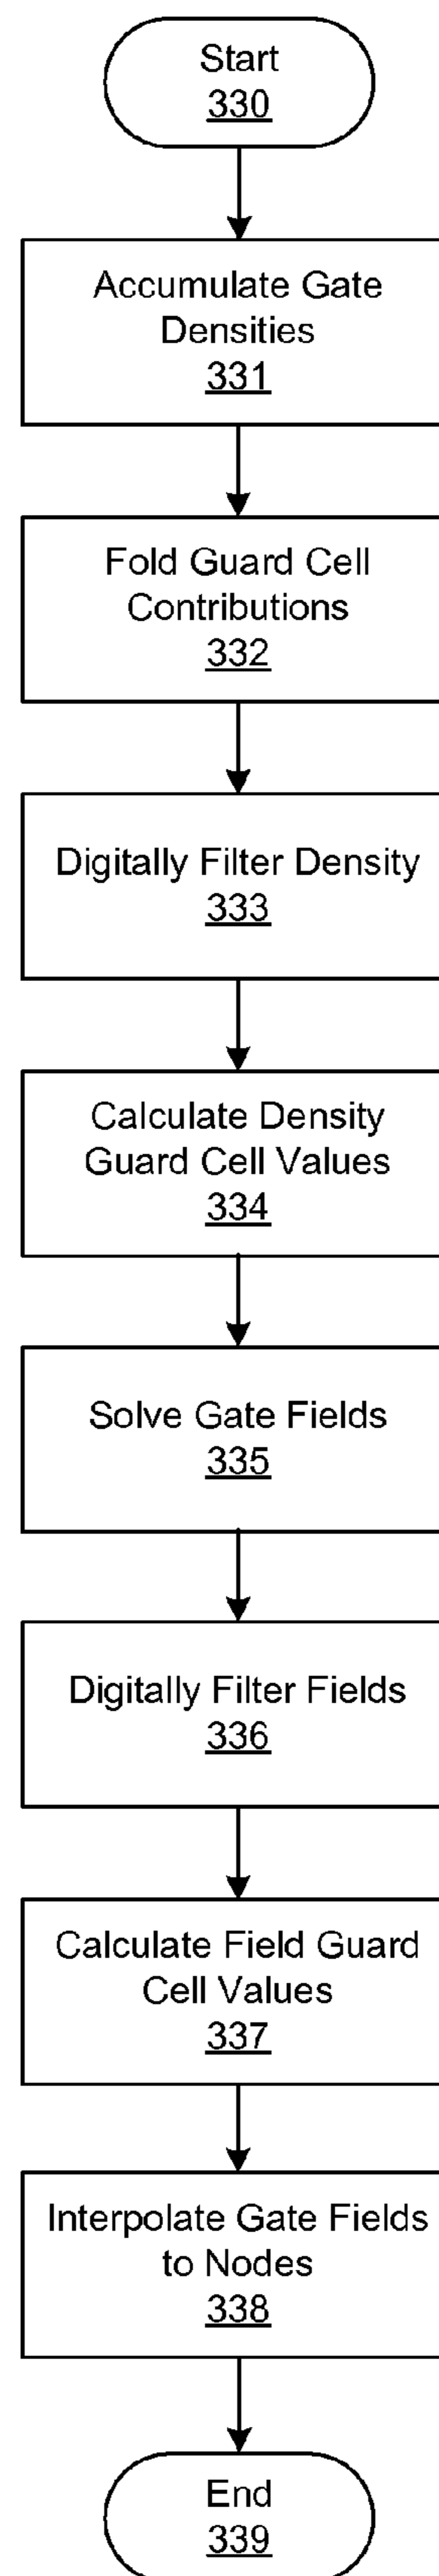 Start
330
Accumulate Gate
Densities
331
Fold Guard Cell
Contributions
332
Digitally Filter Density
333
Calculate Density
Guard Cell Values
334
Solve Gate Fields
335
Digitally Filter Fields
336
Calculate Field Guard
Cell Values
337
Interpolate Gate Fields
to Nodes
338
End
339